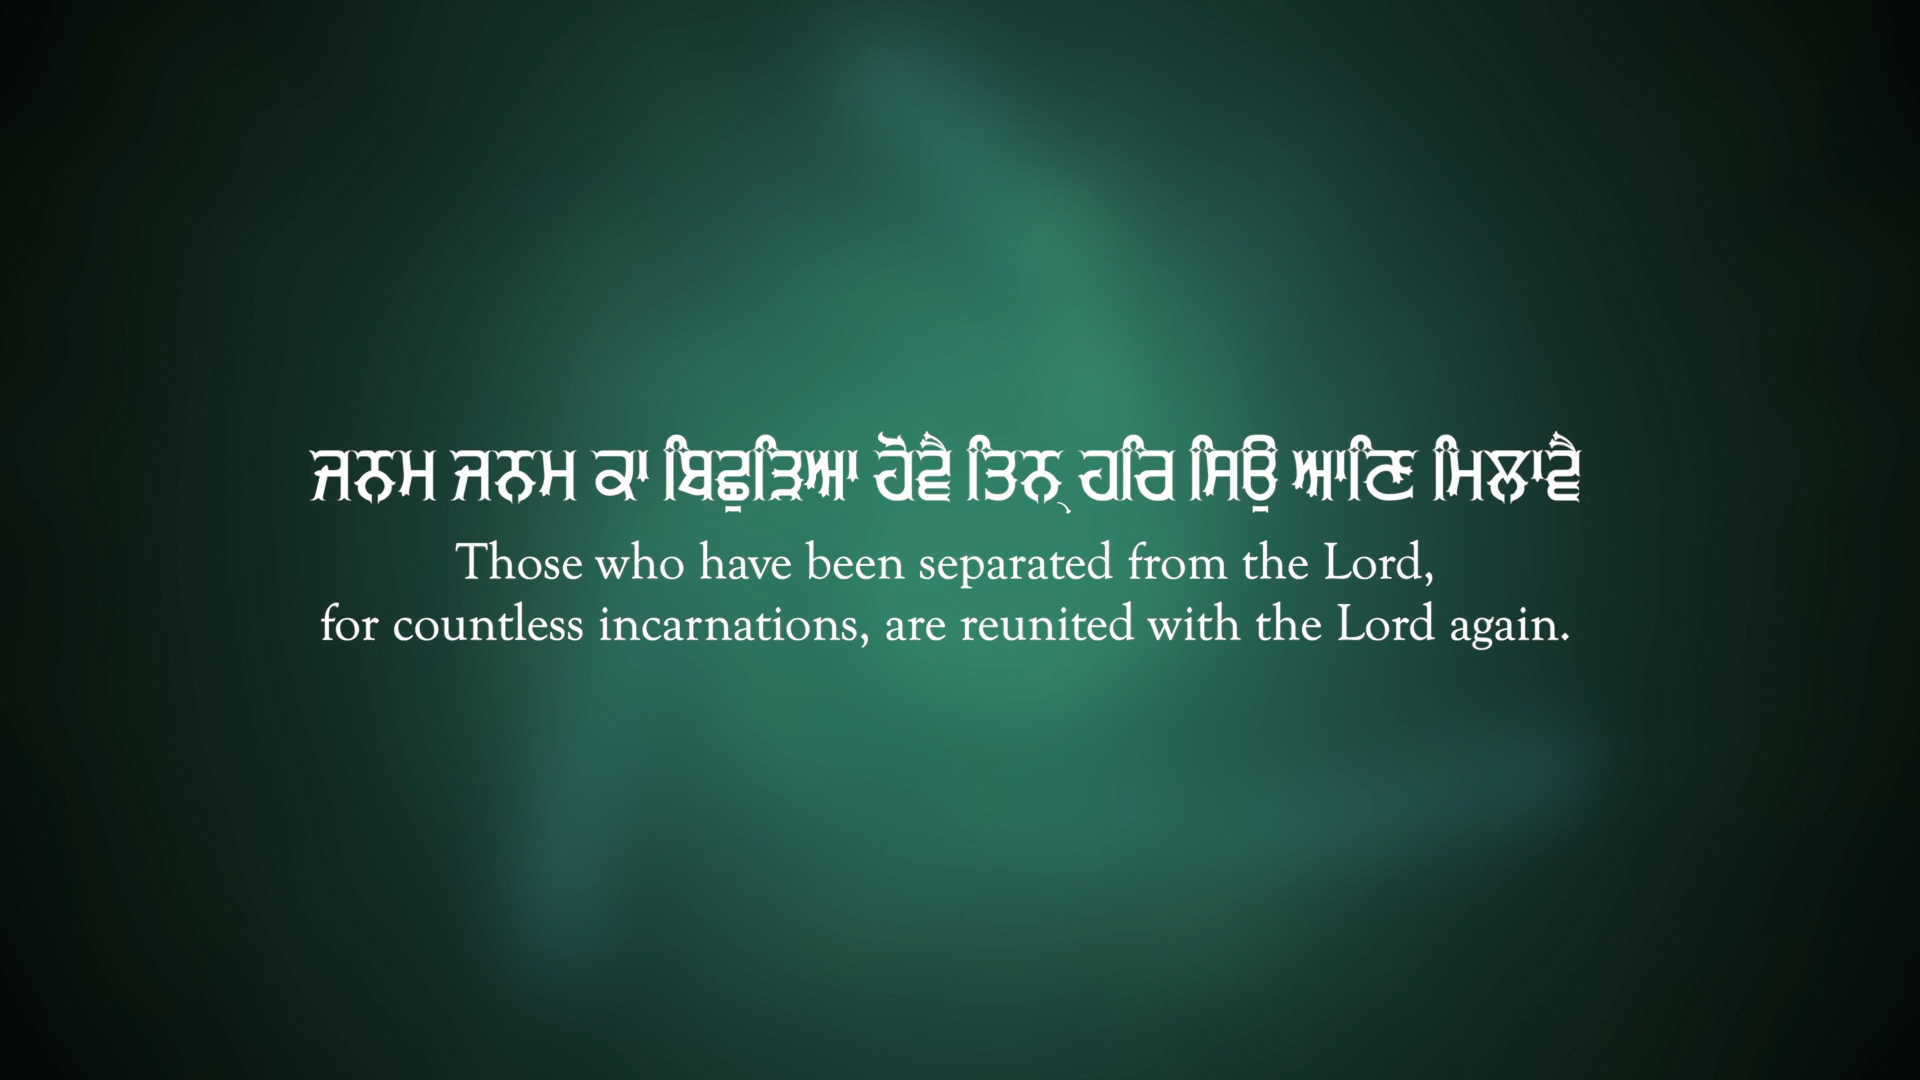 ਜਨਮ ਜਨਮ ਕਾ ਬਿਛੁੜਿਆ ਹੋਵੈ ਤਿਨੑ ਹਰਿ ਸਿਉ ਆਣਿ ਮਿਲਾਵੈ
Those who have been separated from the Lord,
for countless incarnations, are reunited with the Lord again.